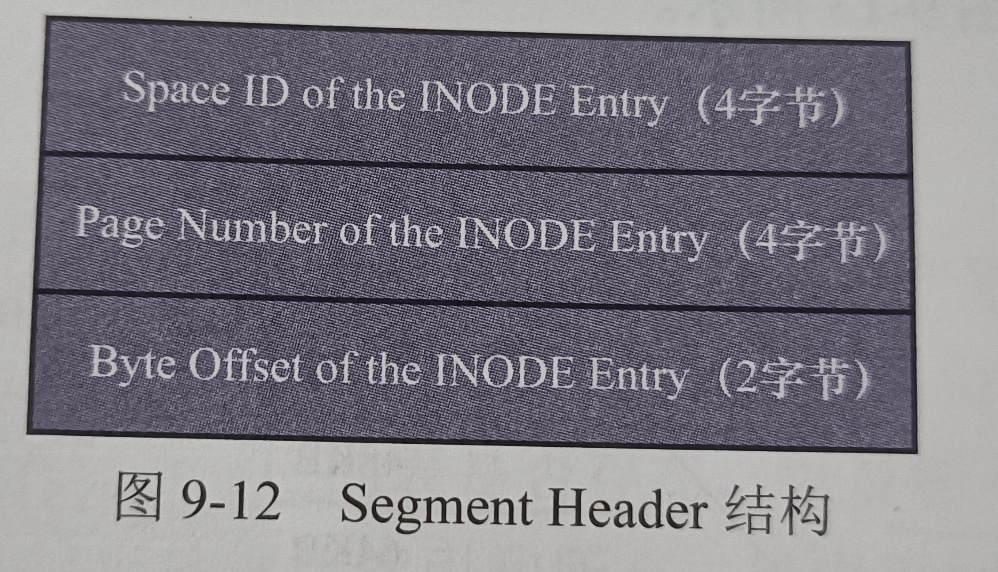 Space ID of the INODE Entry（4字节）
Page Number of the INODE Entry（4字节）
Byte Offset of the INODE Entry（2字节）
图 9-12 Segment Header 结构